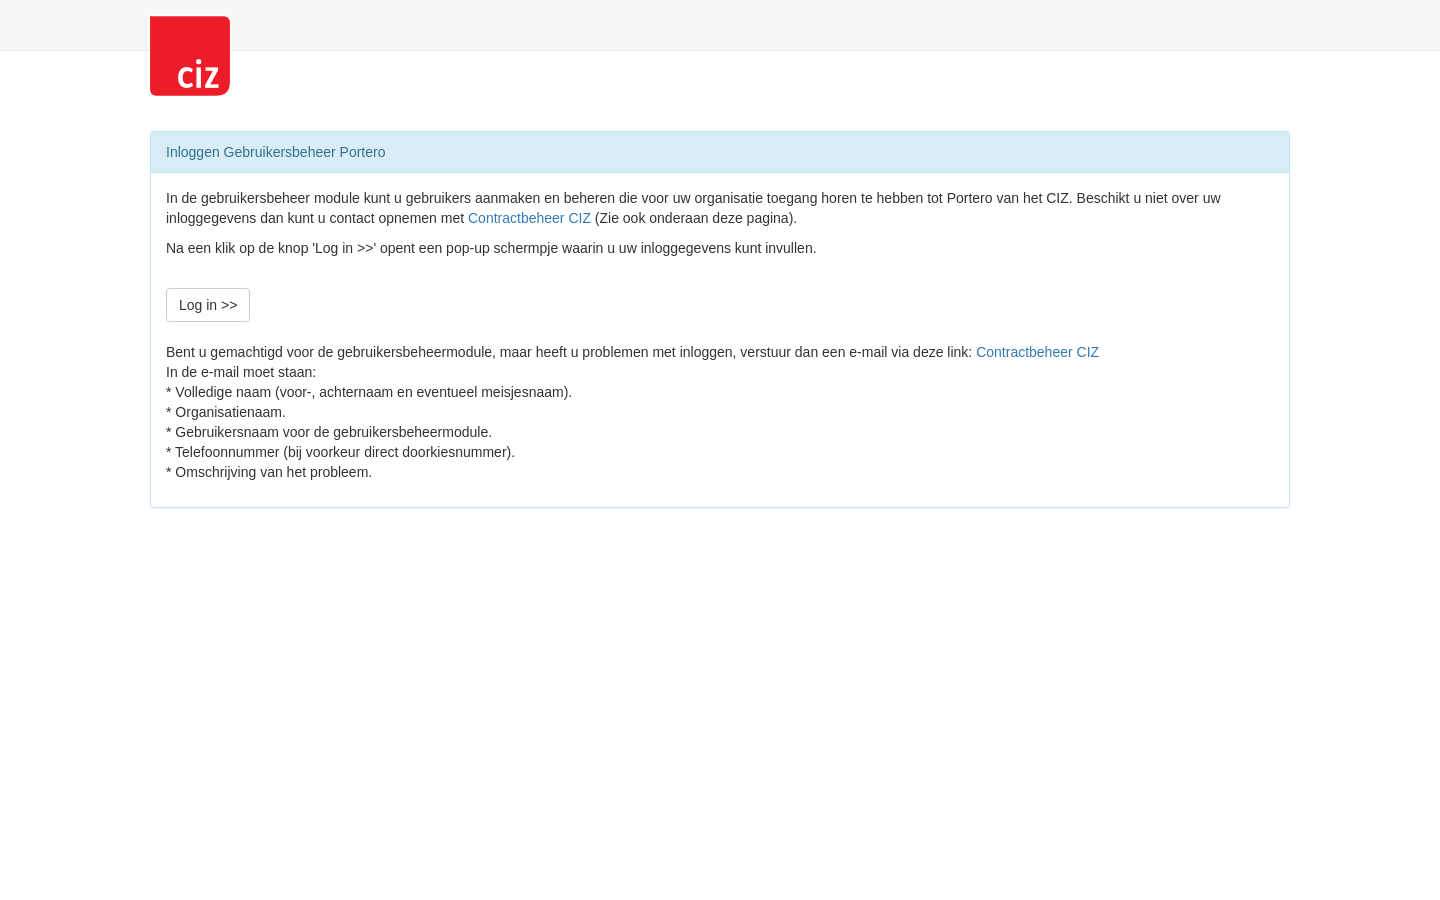 ciz
Inloggen Gebruikersbeheer Portero
In de gebruikersbeheer module kunt u gebruikers aanmaken en beheren die voor uw organisatie toegang horen te hebben tot Portero van het CIZ. Beschikt u niet over uw
inloggegevens dan kunt u contact opnemen met Contractbeheer CIZ (Zie ook onderaan deze pagina).
Na een klik op de knop 'Log in >>' opent een pop-up schermpje waarin u uw inloggegevens kunt invullen.
Log in >>
Bent u gemachtigd voor de gebruikersbeheermodule, maar heeft u problemen met inloggen, verstuur dan een e-mail via deze link: Contractbeheer CIZ
In de e-mail moet staan:
* Volledige naam (voor-, achternaam en eventueel meisjesnaam).
* Organisatienaam.
* Gebruikersnaam voor de gebruikersbeheermodule.
* Telefoonnummer (bij voorkeur direct doorkiesnummer).
* Omschrijving van het probleem.